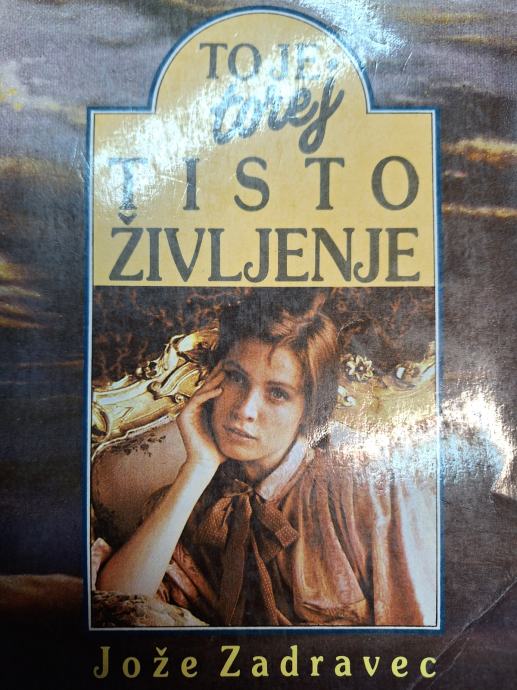 TO JE
torej
TISTO
ŽIVLJENJE
Jože Zadravec